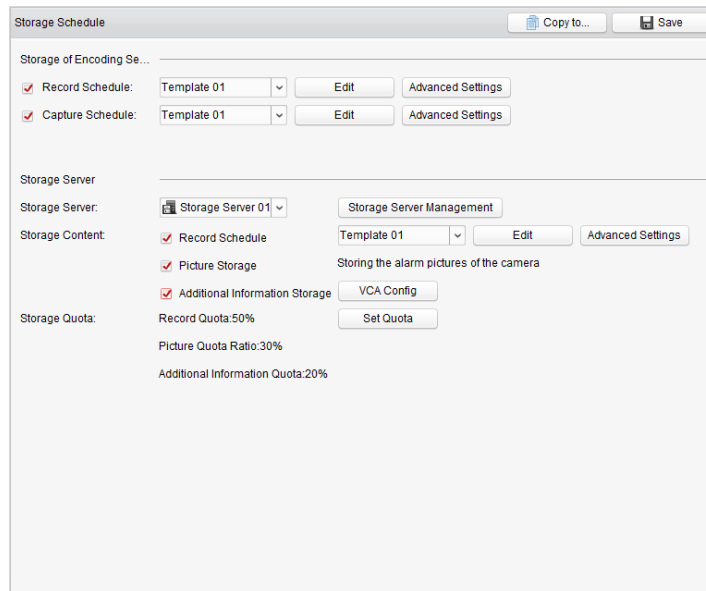 Storage Schedule Copy to... Save
Storage of Encoding Se...
Record Schedule: Template 01 Edit Advanced Settings
Capture Schedule: Template 01 Edit Advanced Settings
Storage Server
Storage Server: Storage Server 01 Storage Server Management
Storage Content: Record Schedule Template 01 Edit Advanced Settings
Picture Storage Storing the alarm pictures of the camera
Additional Information Storage VCA Config
Storage Quota: Record Quota:50% Set Quota
Picture Quota Ratio:30%
Additional Information Quota:20%